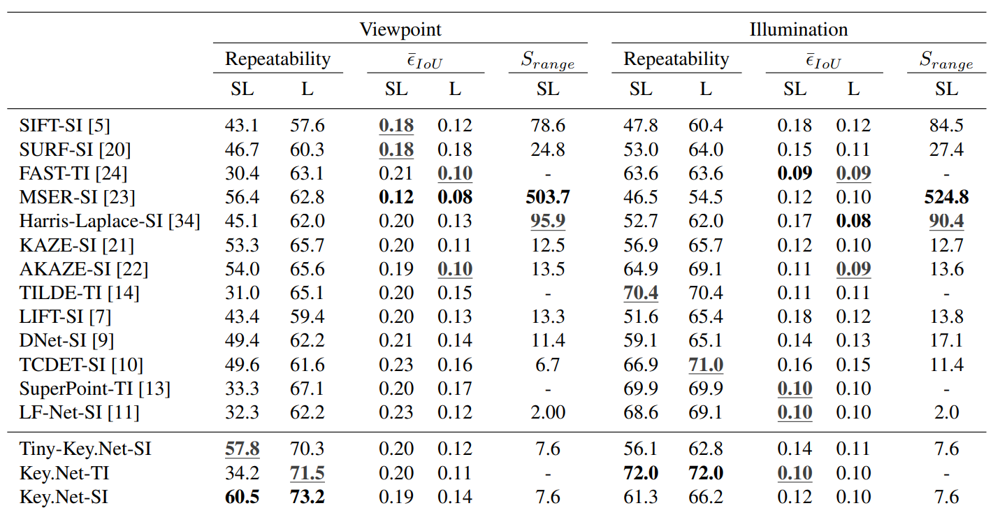 Viewpoint Illumination
Repeatability ε̄_IoU S_range Repeatability ε̄_IoU S_range
SL L SL L SL SL L SL L SL
SIFT-SI [5] 43.1 57.6 0.18 0.12 78.6 47.8 60.4 0.18 0.12 84.5
SURF-SI [20] 46.7 60.3 0.18 0.18 24.8 53.0 64.0 0.15 0.11 27.4
FAST-TI [24] 30.4 63.1 0.21 0.10 - 63.6 63.6 0.09 0.09 -
MSER-SI [23] 56.4 62.8 0.12 0.08 503.7 46.5 54.5 0.12 0.10 524.8
Harris-Laplace-SI [34] 45.1 62.0 0.20 0.13 95.9 52.7 62.0 0.17 0.08 90.4
KAZE-SI [21] 53.3 65.7 0.20 0.11 12.5 56.9 65.7 0.12 0.10 12.7
AKAZE-SI [22] 54.0 65.6 0.19 0.10 13.5 64.9 69.1 0.11 0.09 13.6
TILDE-TI [14] 31.0 65.1 0.20 0.15 - 70.4 70.4 0.11 0.11 -
LIFT-SI [7] 43.4 59.4 0.20 0.13 13.3 51.6 65.4 0.18 0.12 13.8
DNet-SI [9] 49.4 62.2 0.21 0.14 11.4 59.1 65.1 0.14 0.13 17.1
TCDET-SI [10] 49.6 61.6 0.23 0.16 6.7 66.9 71.0 0.16 0.15 11.4
SuperPoint-TI [13] 33.3 67.1 0.20 0.17 - 69.9 69.9 0.10 0.10 -
LF-Net-SI [11] 32.3 62.2 0.23 0.12 2.00 68.6 69.1 0.10 0.10 2.0
Tiny-Key.Net-SI 57.8 70.3 0.20 0.12 7.6 56.1 62.8 0.14 0.11 7.6
Key.Net-TI 34.2 71.5 0.20 0.11 - 72.0 72.0 0.10 0.10 -
Key.Net-SI 60.5 73.2 0.19 0.14 7.6 61.3 66.2 0.12 0.10 7.6